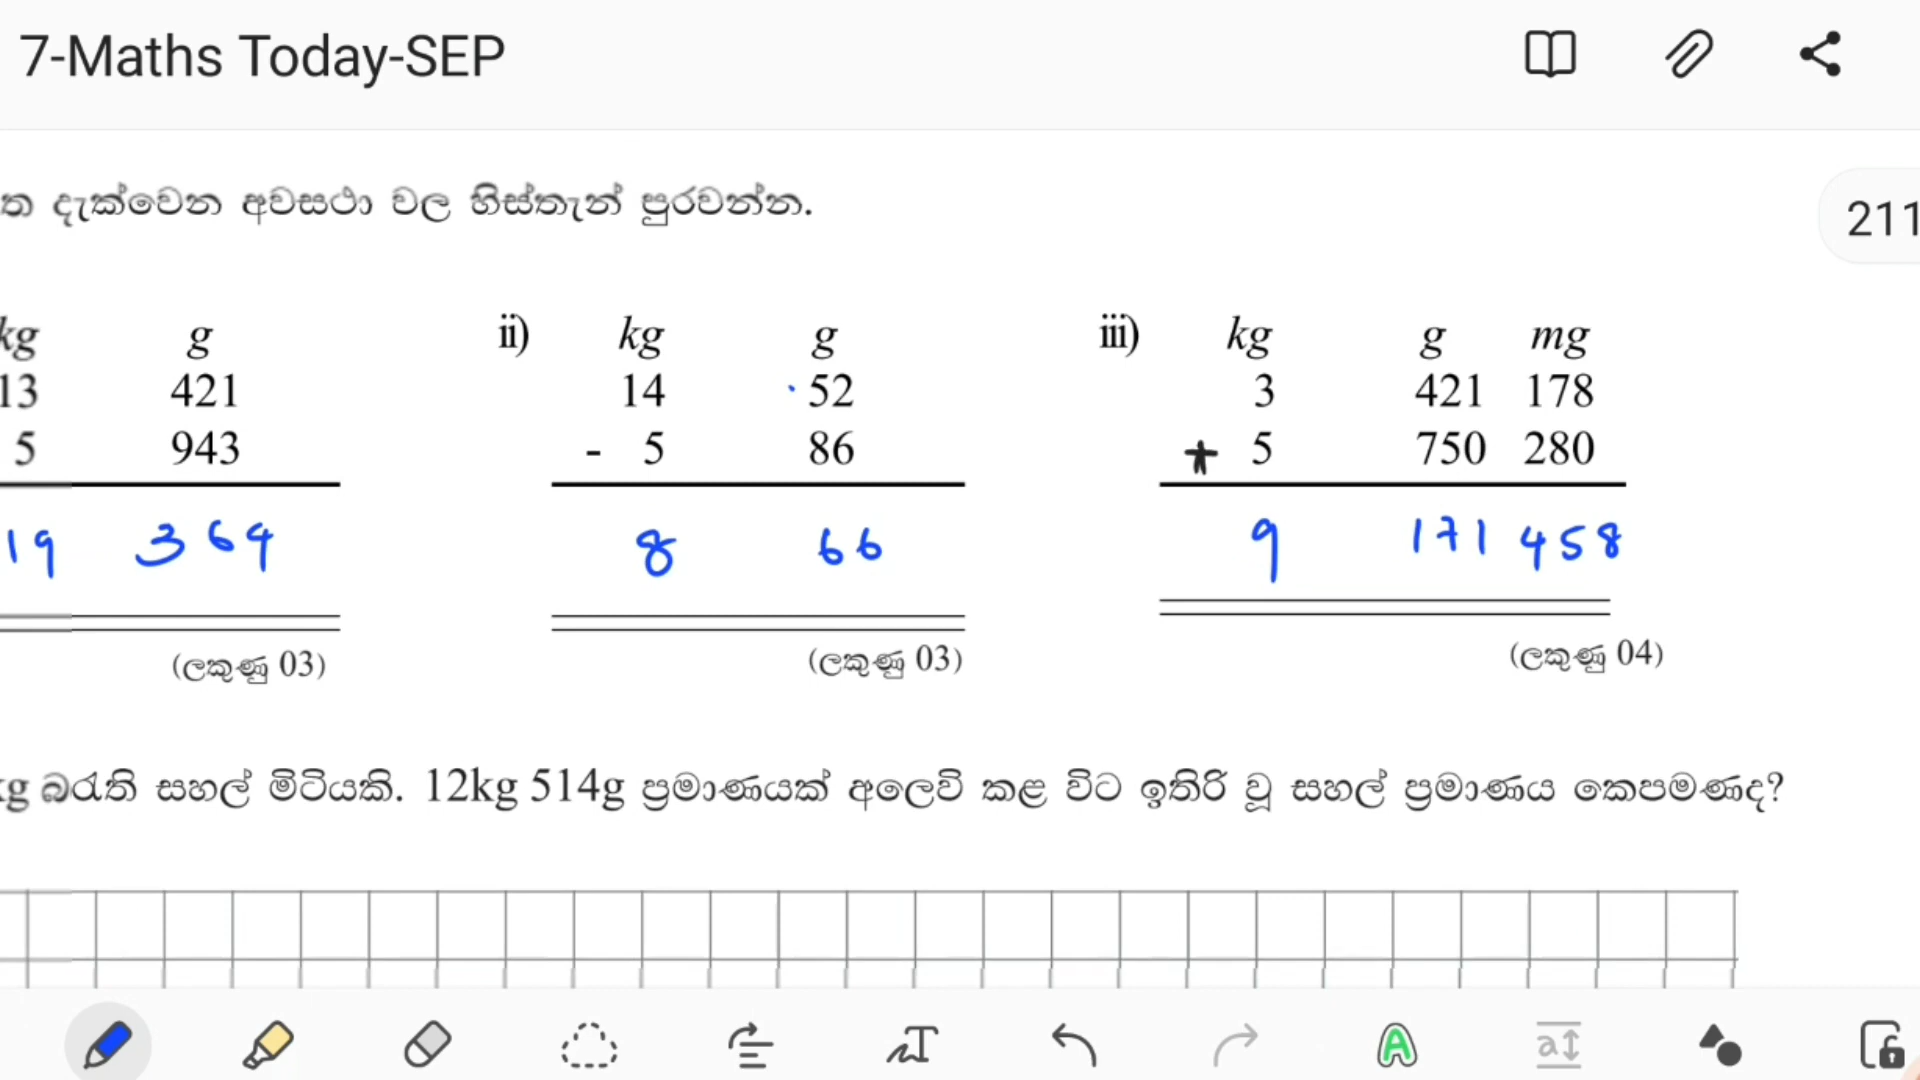 7-Maths Today-SEP
ත දැක්වෙන අවසථා වල හිස්තැන් පුරවන්න.
211
kg g ii) kg g iii) kg g mg
13 421 14 52 3 421 178
5 943 - 5 86 + 5 750 280
19 364 8 66 9 171 458
(ලකුණු 03) (ලකුණු 03) (ලකුණු 04)
kg බරැති සහල් මිටියකි. 12kg 514g ප්‍රමාණයක් අලෙවි කළ විට ඉතිරි වූ සහල් ප්‍රමාණය කොපමණද?